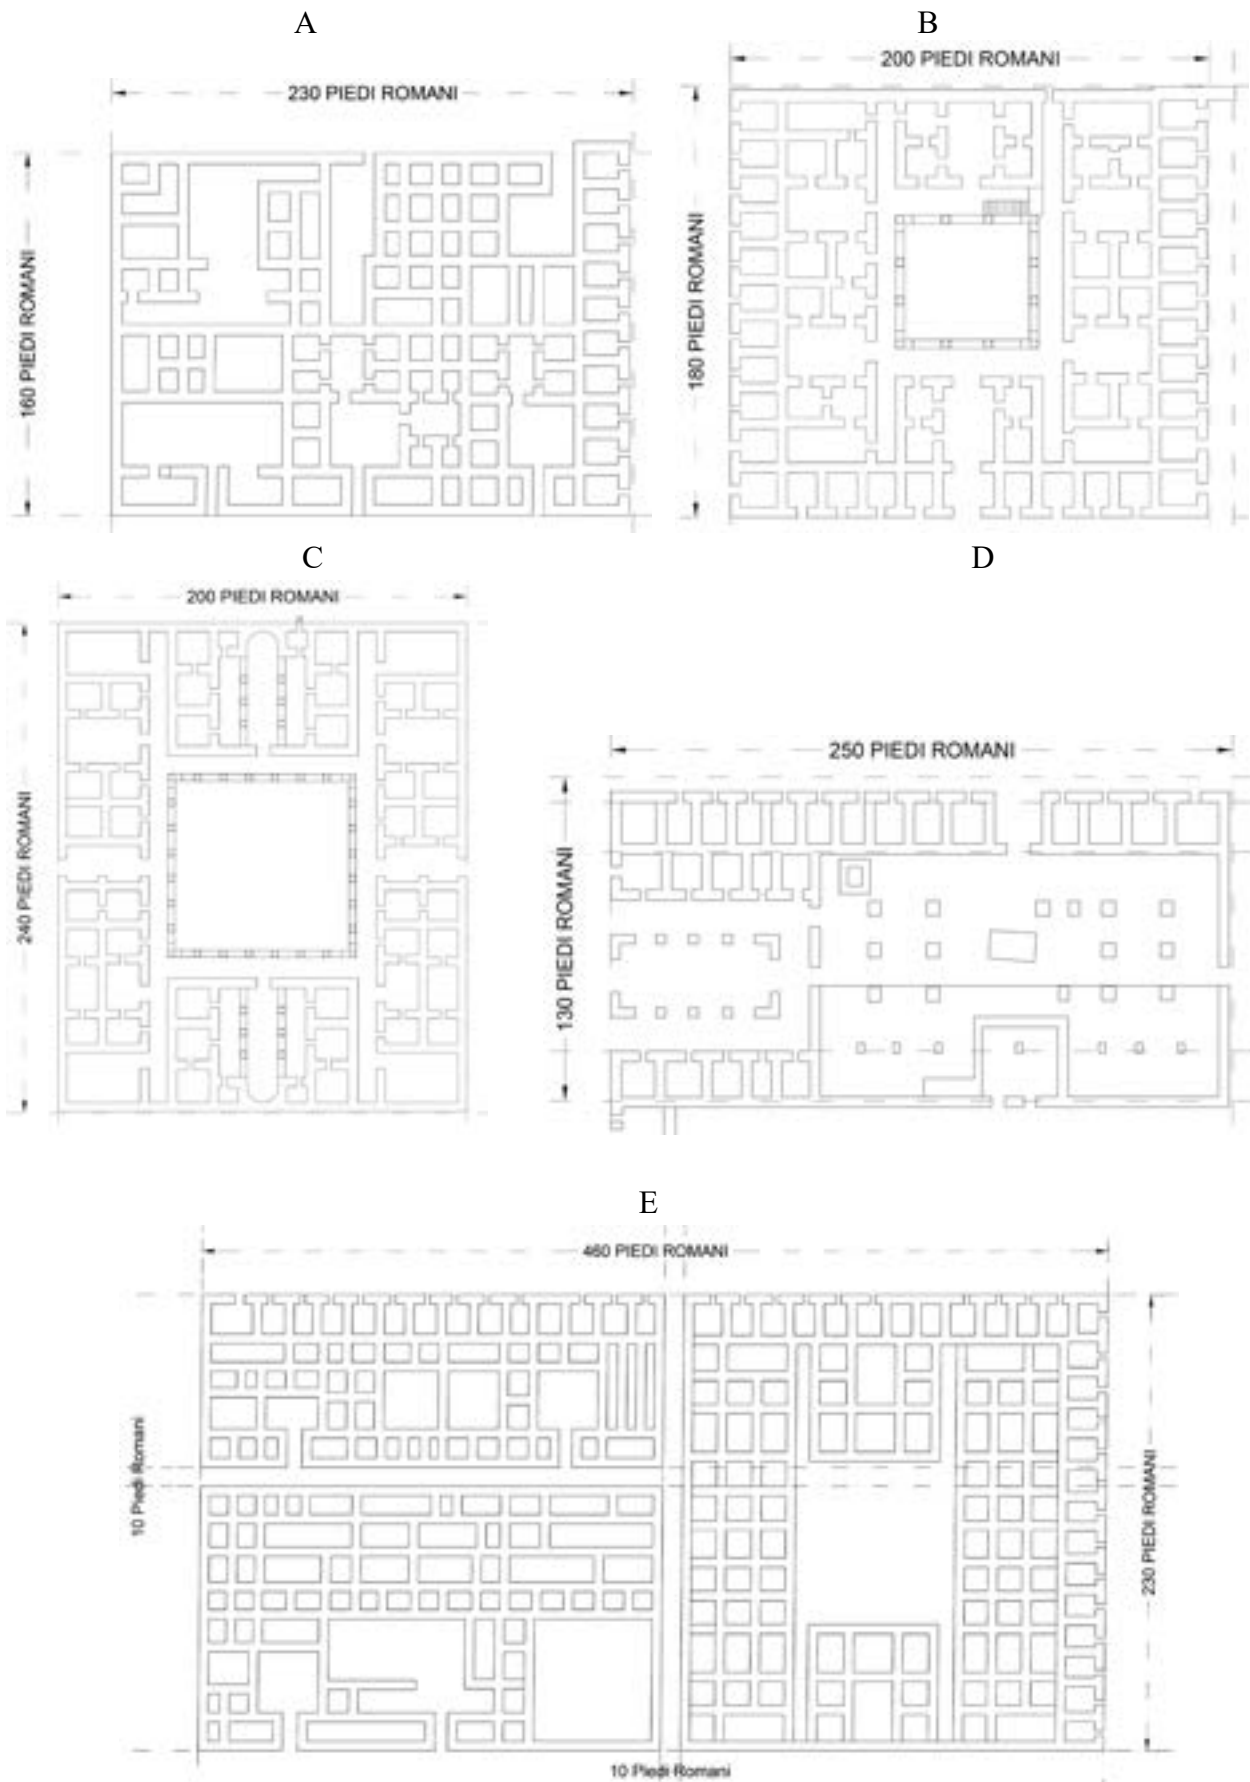 A
B
230 PIEDI ROMANI
200 PIEDI ROMANI
160 PIEDI ROMANI
180 PIEDI ROMANI
C
D
200 PIEDI ROMANI
240 PIEDI ROMANI
250 PIEDI ROMANI
130 PIEDI ROMANI
E
460 PIEDI ROMANI
10 Piedi Romani
230 PIEDI ROMANI
10 Piedi Romani